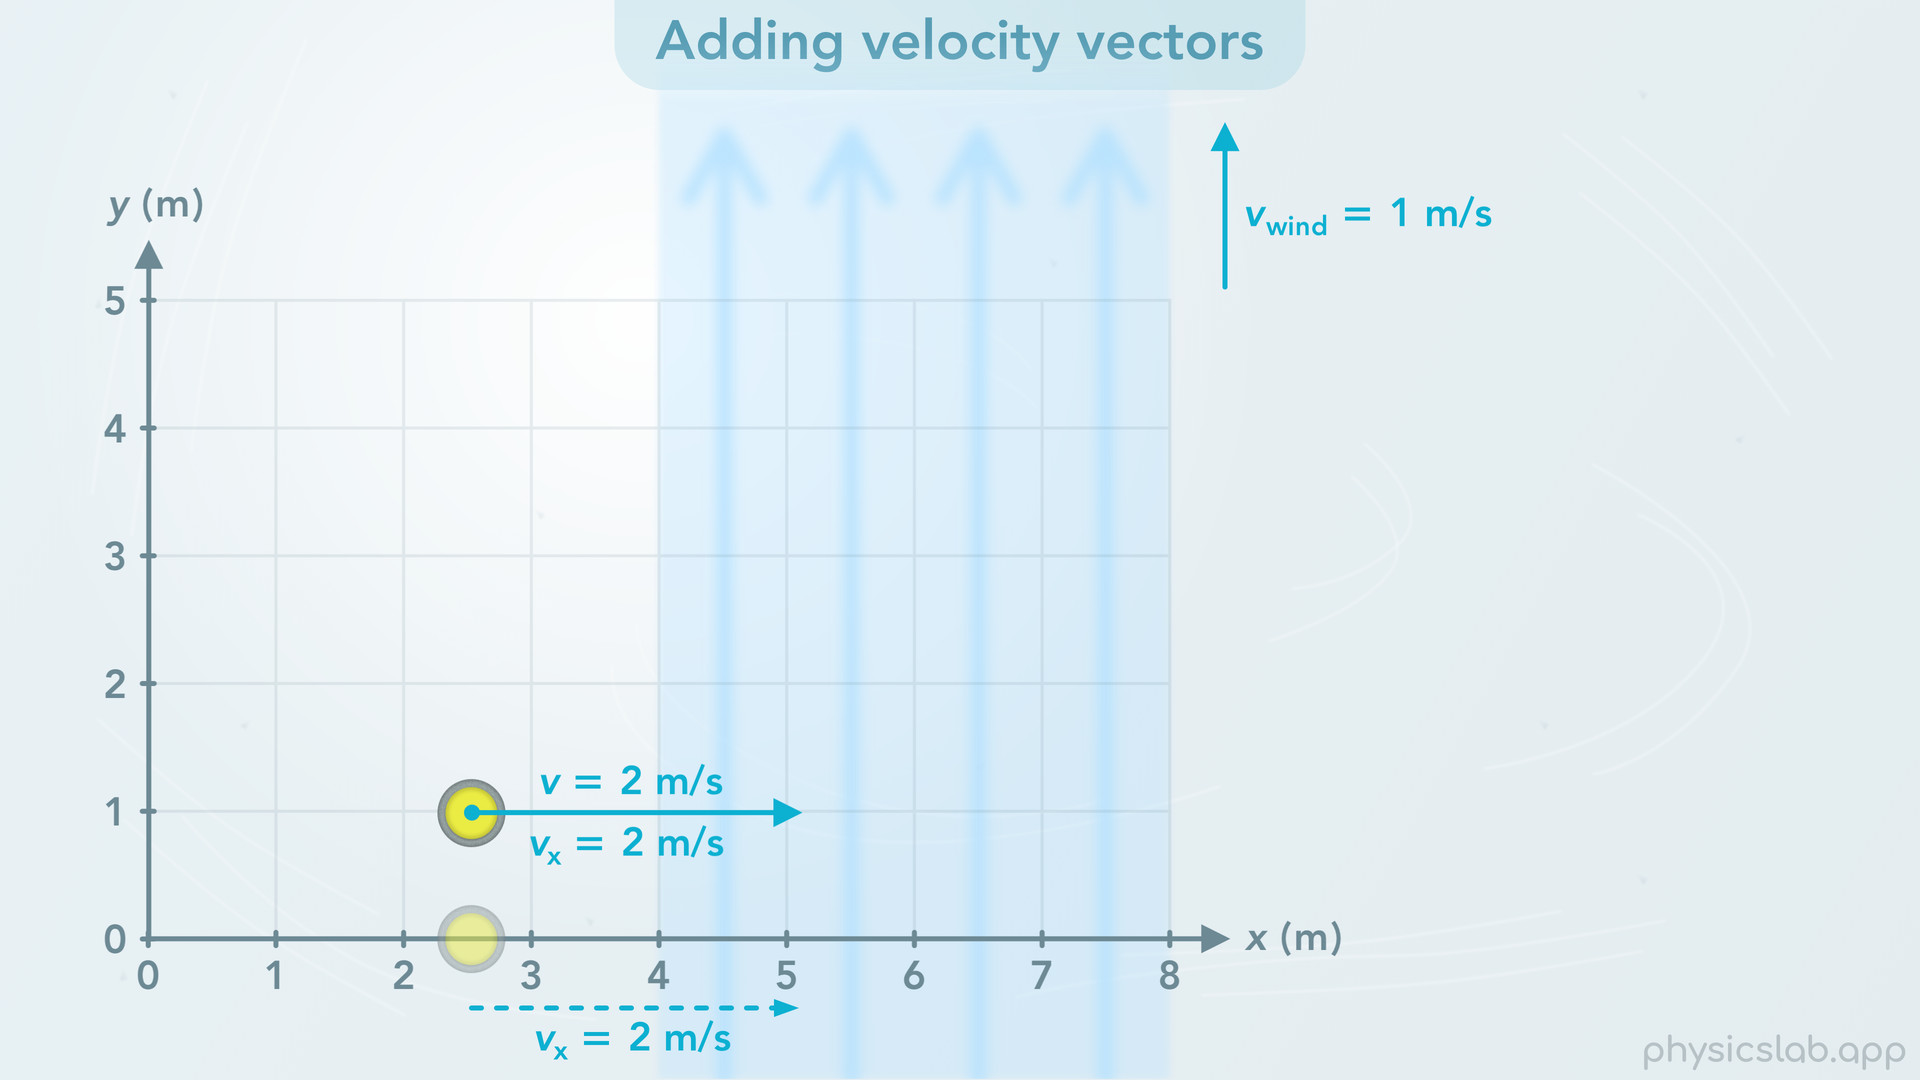 Adding velocity vectors
y (m)
v_wind = 1 m/s
5
4
3
2
1
0
v = 2 m/s
v_x = 2 m/s
x (m)
0 1 2 3 4 5 6 7 8
v_x = 2 m/s
physicslab.app